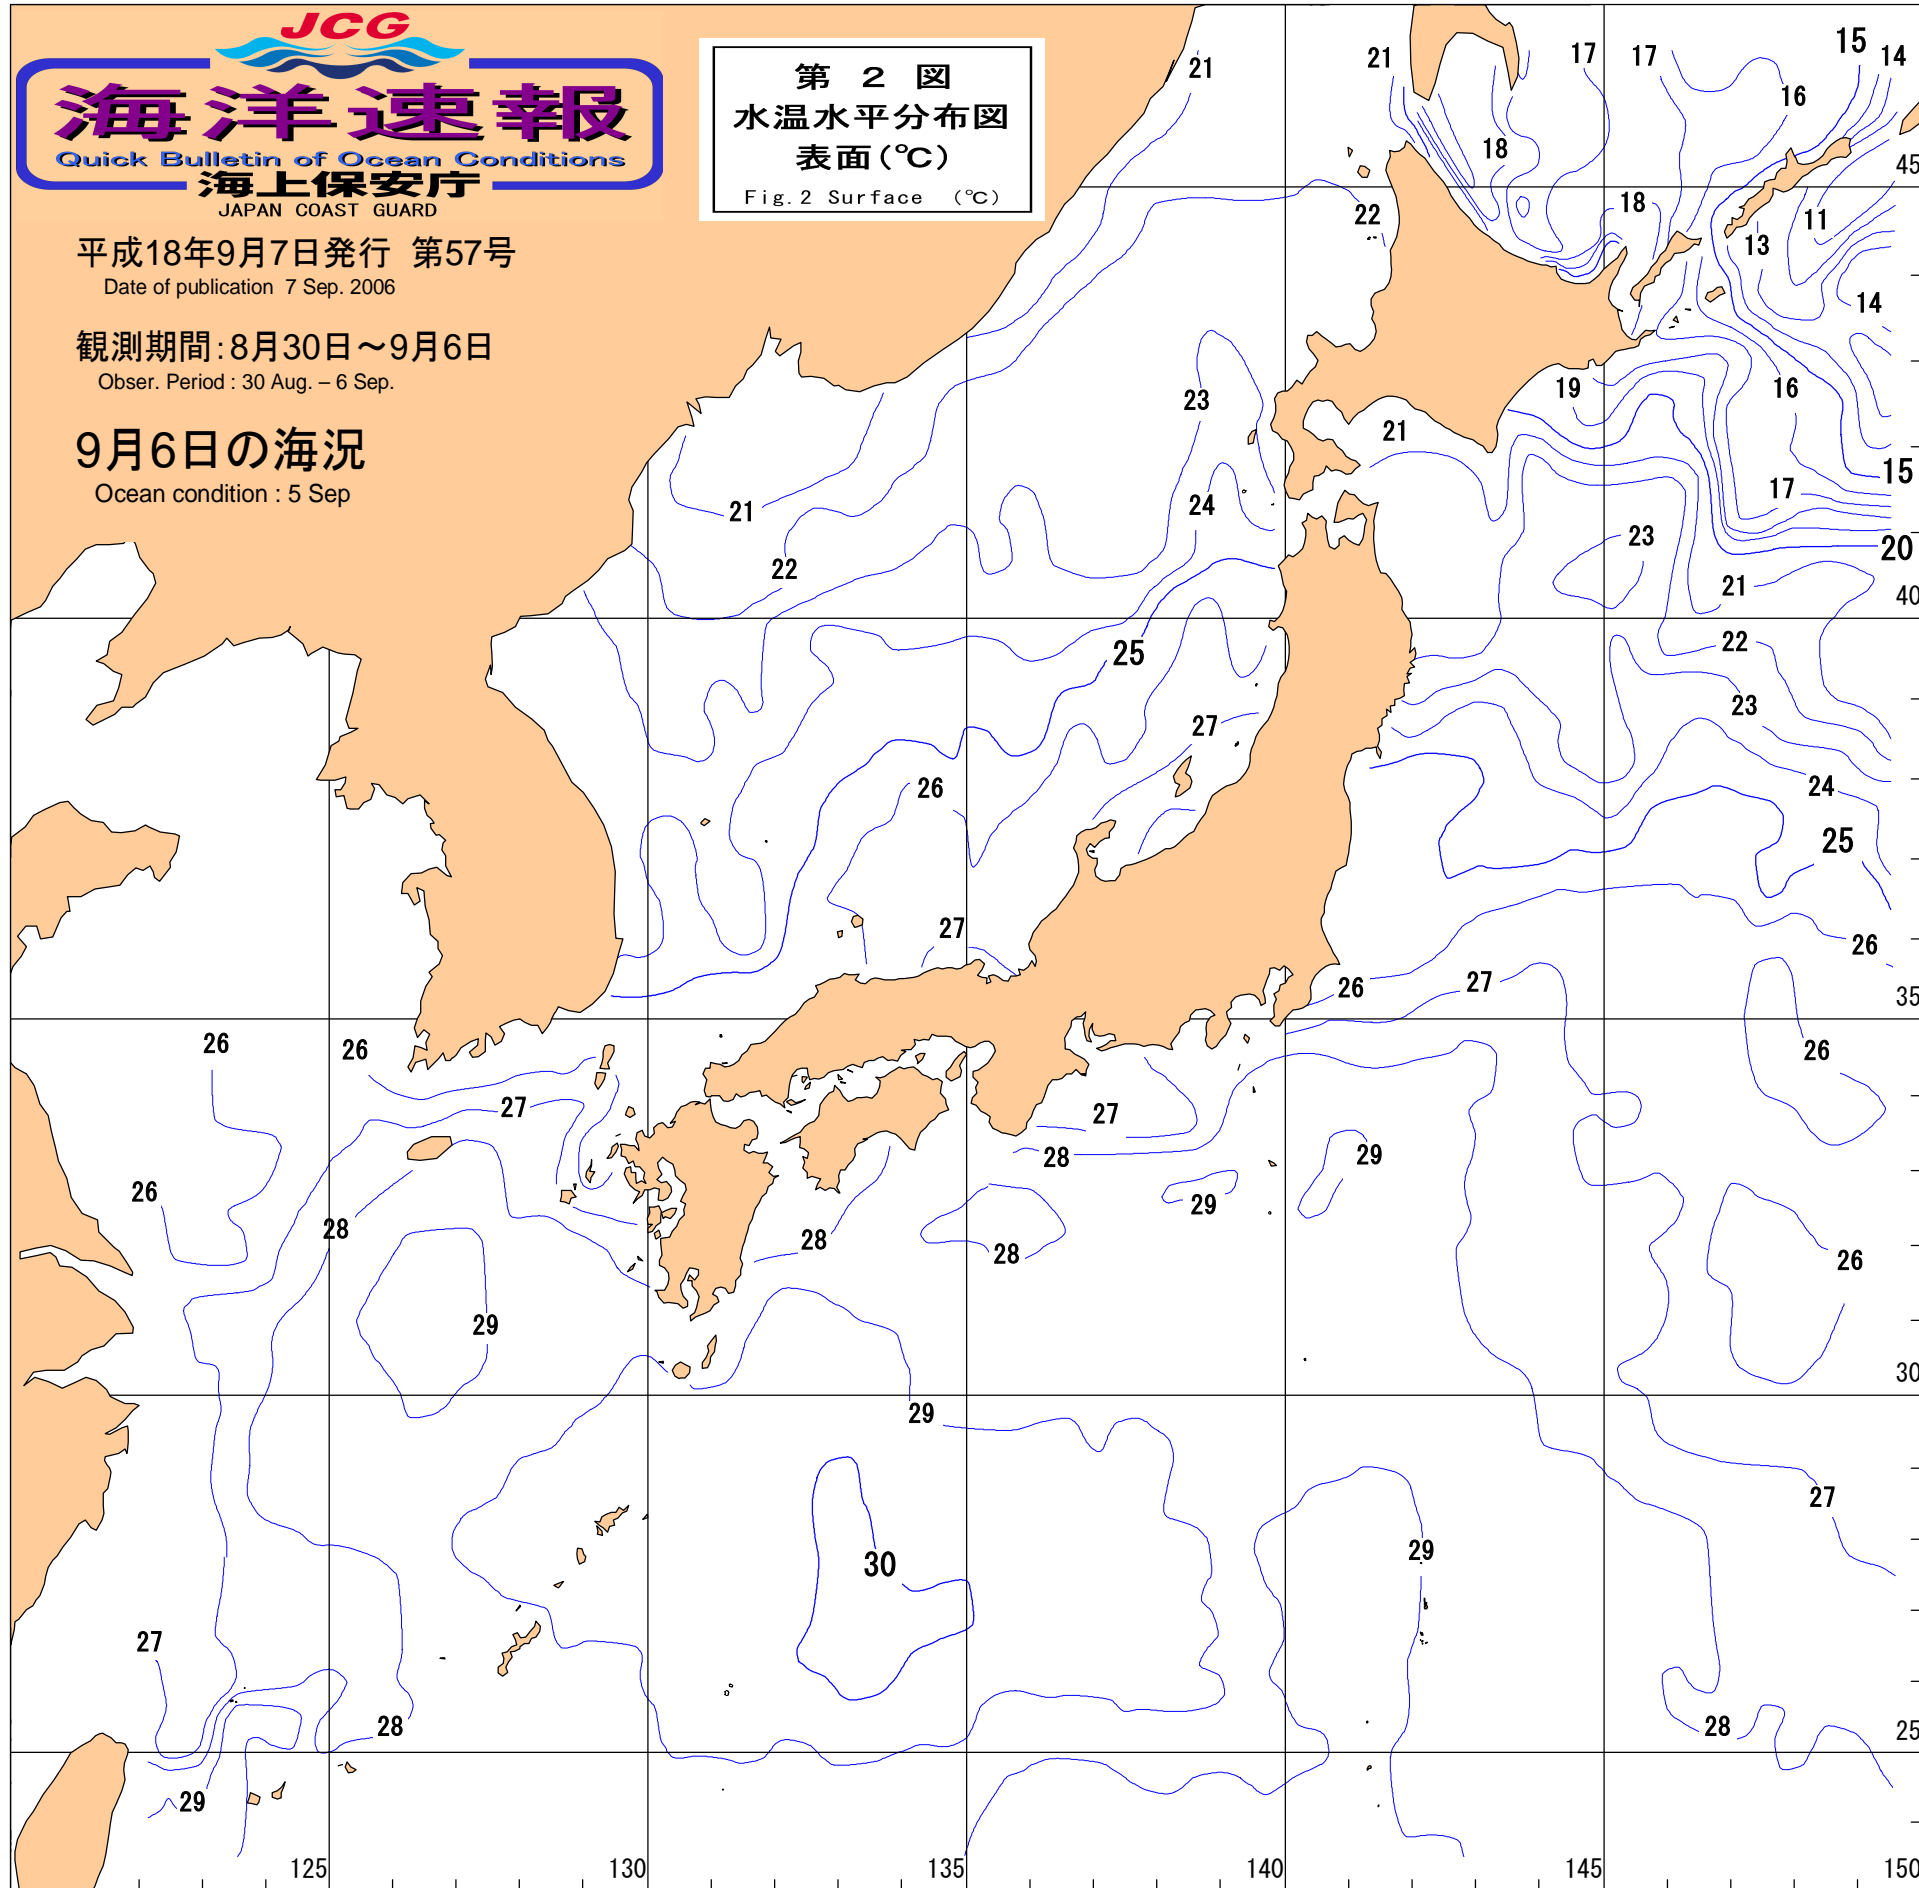 JCG
海洋速報
Quick Bulletin of Ocean Conditions
海上保安庁
JAPAN COAST GUARD
平成18年9月7日発行 第57号
Date of publication 7 Sep. 2006
観測期間:8月30日~9月6日
Obser. Period : 30 Aug. – 6 Sep.
9月6日の海況
Ocean condition : 5 Sep
第 2 図
水温水平分布図
表面(℃)
Fig.2 Surface (℃)
21 21 17 17 15 14
16
18
45
22 18 11
13
14
23 19 16
21
15
24 17
21
23 20
22
21
40
25 22
23
27
26 24
25
27 26
26 27
35
26 26 26
27 27
28 29
26 29
28 28 28 26
29
30
29
27
29
30
27
28 28
25
29
125 130 135 140 145 150